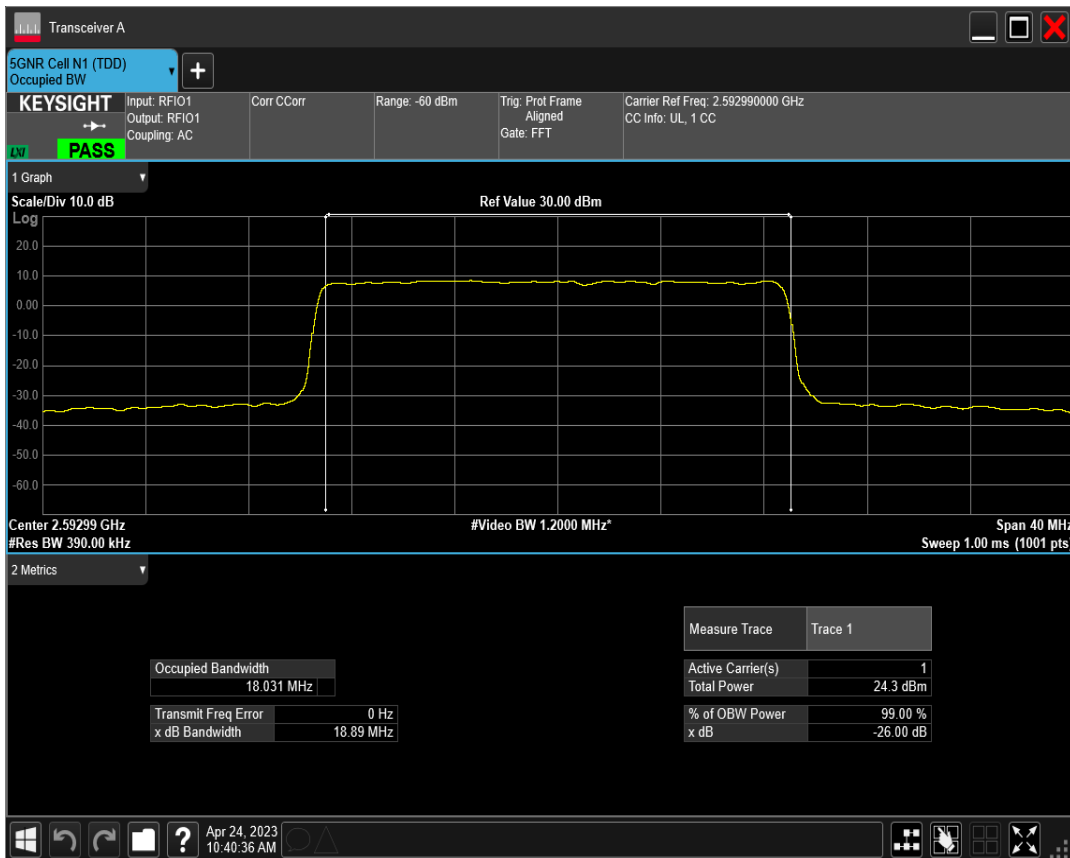 Transceiver A
5GNR Cell N1 (TDD)
Occupied BW
+
KEYSIGHT
LXI
PASS
Input: RFIO1
Output: RFIO1
Coupling: AC
Corr CCorr
Range: -60 dBm
Trig: Prot Frame
Aligned
Gate: FFT
Carrier Ref Freq: 2.592990000 GHz
CC Info: UL, 1 CC
1 Graph
Scale/Div 10.0 dB
Ref Value 30.00 dBm
Log
20.0
10.0
0.00
-10.0
-20.0
-30.0
-40.0
-50.0
-60.0
Center 2.59299 GHz
#Video BW 1.2000 MHz*
Span 40 MHz
#Res BW 390.00 kHz
Sweep 1.00 ms (1001 pts)
2 Metrics
Measure Trace Trace 1
Occupied Bandwidth
18.031 MHz
Active Carrier(s) 1
Total Power 24.3 dBm
Transmit Freq Error 0 Hz
x dB Bandwidth 18.89 MHz
% of OBW Power 99.00 %
x dB -26.00 dB
?
Apr 24, 2023
10:40:36 AM